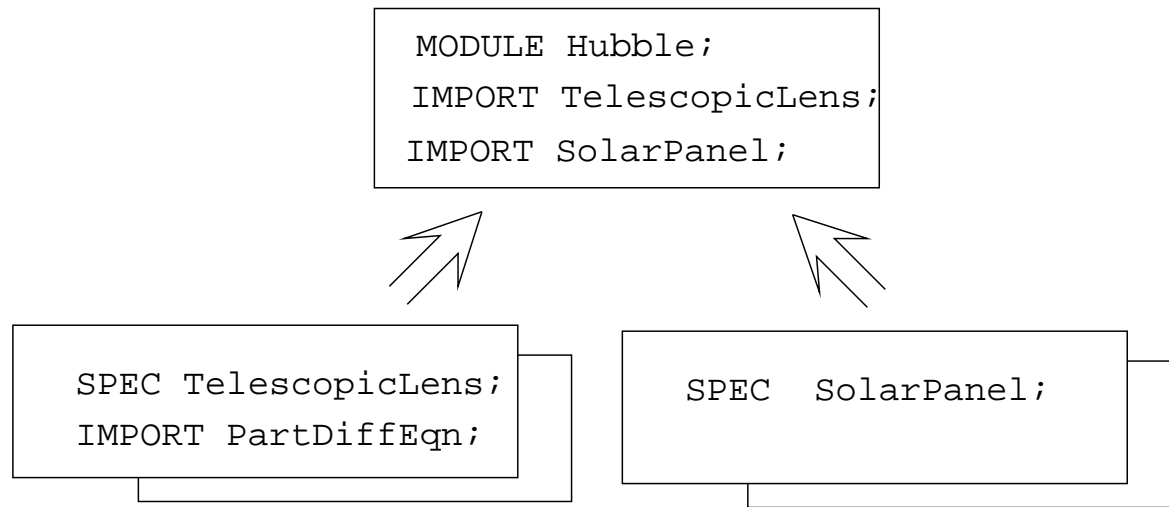 MODULE Hubble;
IMPORT TelescopicLens;
IMPORT SolarPanel;
SPEC TelescopicLens;
IMPORT PartDiffEqn;
SPEC SolarPanel;